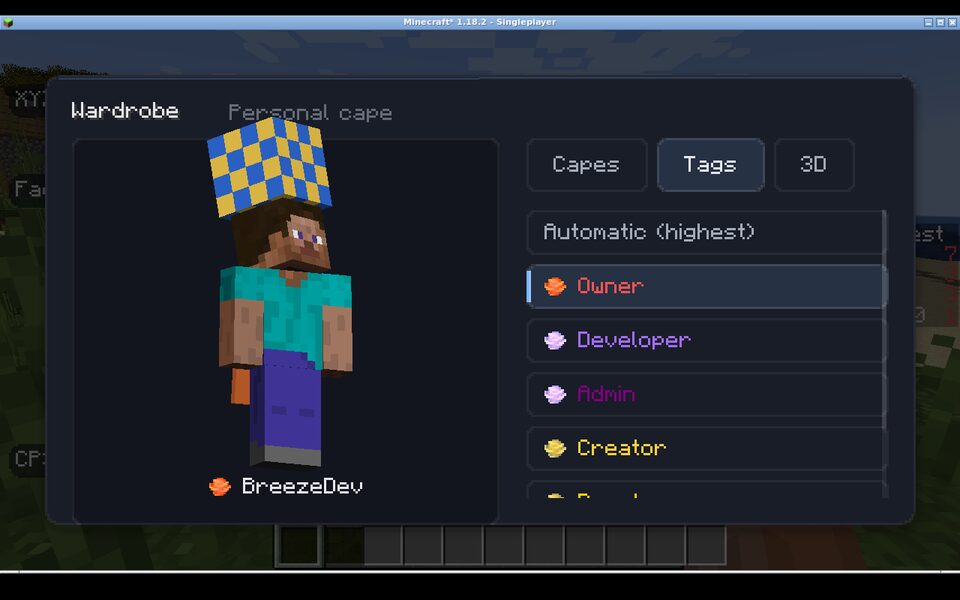 Minecraft* 1.18.2 - Singleplayer
Wardrobe
Personal cape
Capes
Tags
3D
Automatic (highest)
Owner
Developer
Admin
Creator
BreezeDev